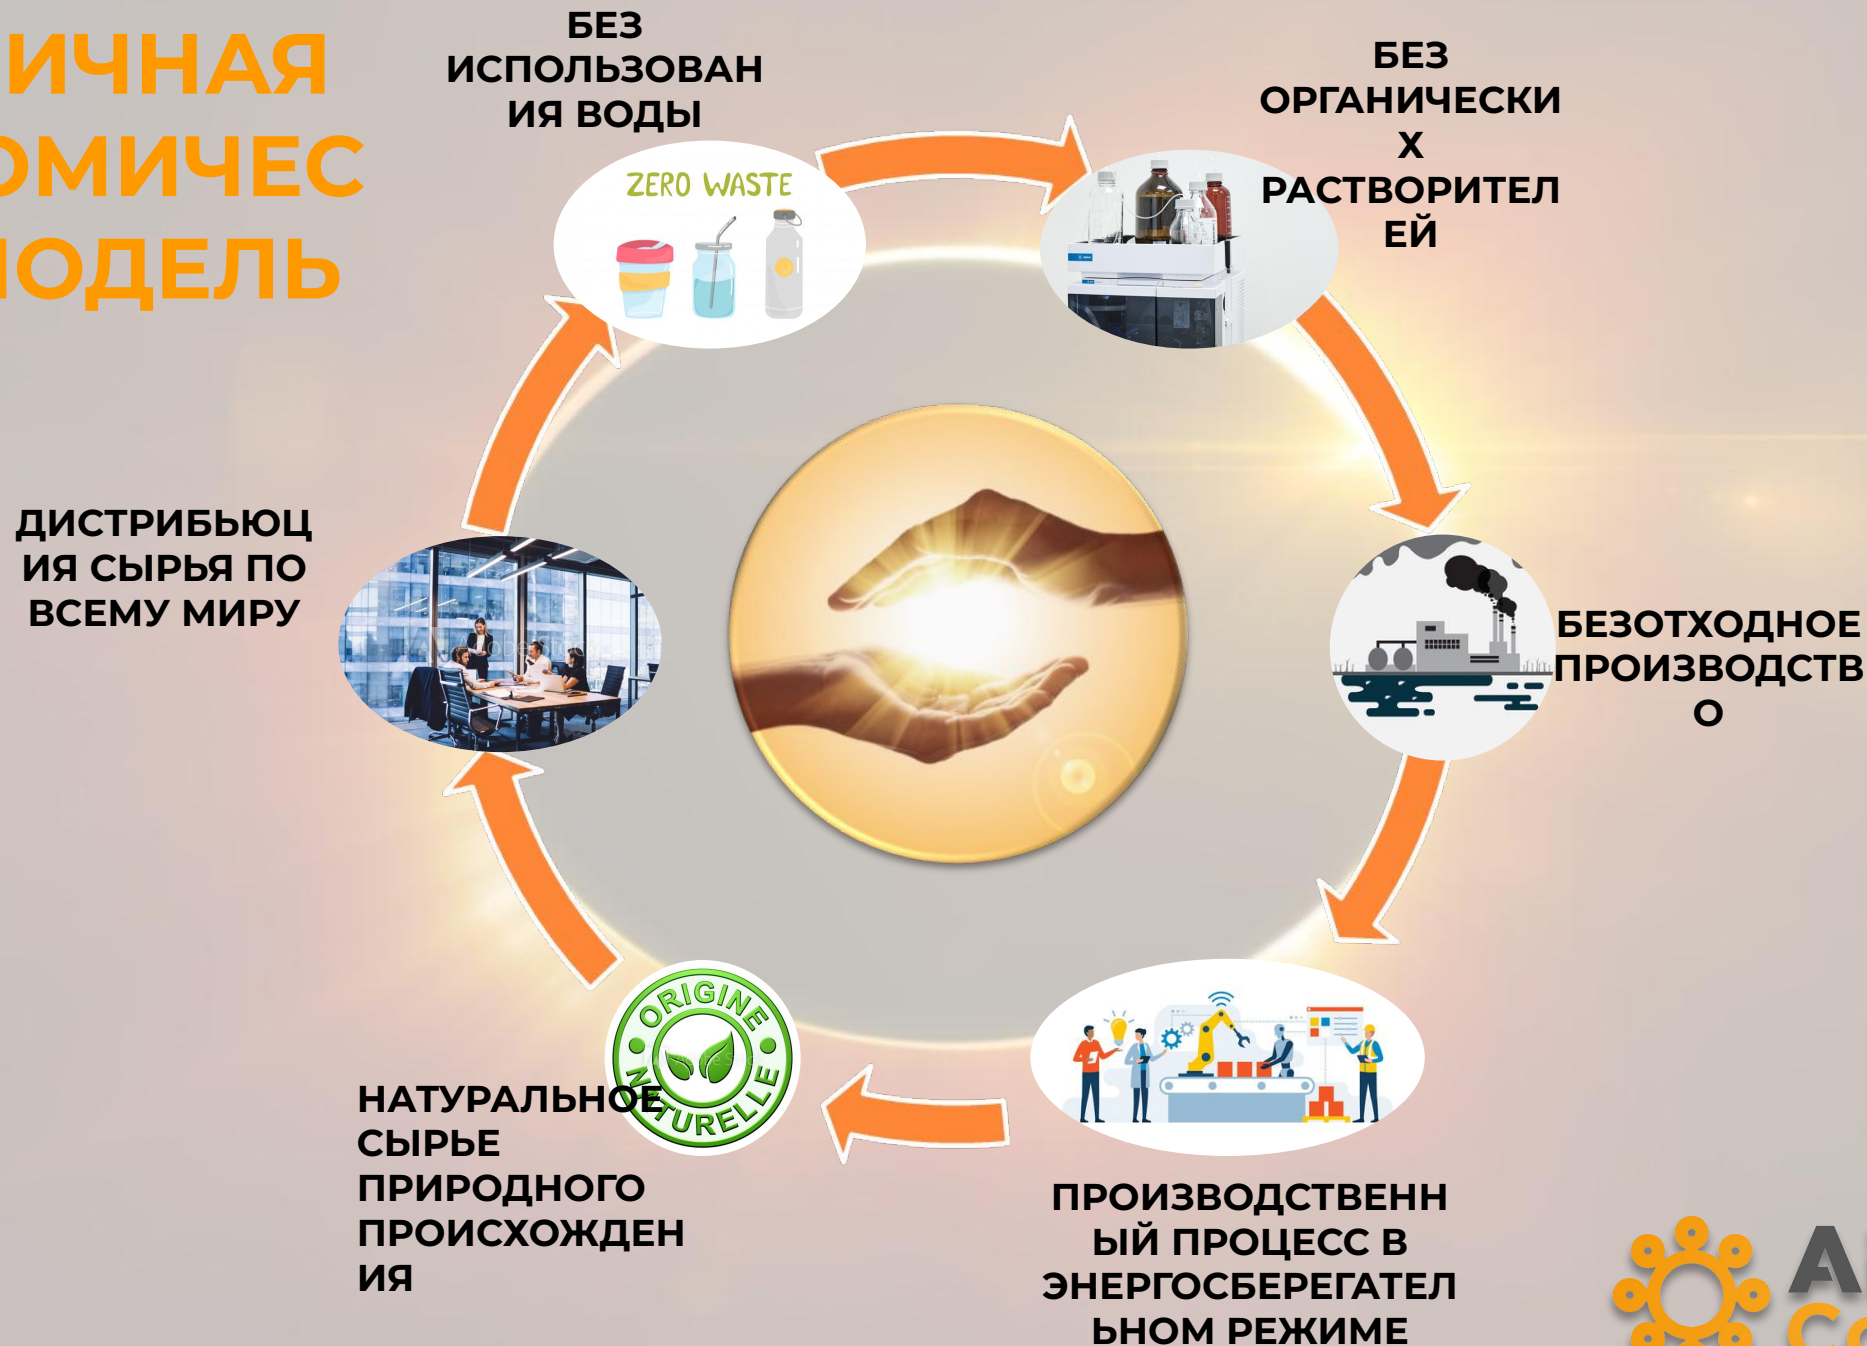 ИЧНАЯ
ОМИЧЕС
ОДЕЛЬ
БЕЗ
ИСПОЛЬЗОВАН
ИЯ ВОДЫ
БЕЗ
ОРГАНИЧЕСКИ
Х
РАСТВОРИТЕЛ
ЕЙ
ZERO WASTE
ДИСТРИБЬЮЦ
ИЯ СЫРЬЯ ПО
ВСЕМУ МИРУ
БЕЗОТХОДНОЕ
ПРОИЗВОДСТВ
О
ORIGINE
NATURELLE
НАТУРАЛЬНОЕ
СЫРЬЕ
ПРИРОДНОГО
ПРОИСХОЖДЕН
ИЯ
ПРОИЗВОДСТВЕНН
ЫЙ ПРОЦЕСС В
ЭНЕРГОСБЕРЕГАТЕЛ
ЬНОМ РЕЖИМЕ